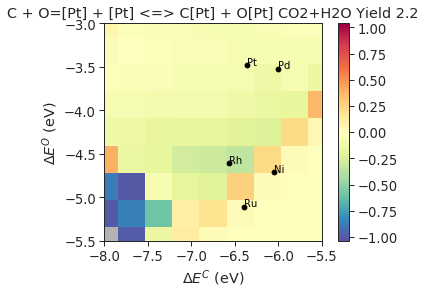 C + O=[Pt] + [Pt] <=> C[Pt] + O[Pt] CO2+H2O Yield 2.2
−3.0
−3.5
−4.0
−4.5
−5.0
−5.5
ΔE^O (eV)
Pt
Pd
Rh
Ni
Ru
−8.0 −7.5 −7.0 −6.5 −6.0 −5.5
ΔE^C (eV)
1.00
0.75
0.50
0.25
0.00
−0.25
−0.50
−0.75
−1.00